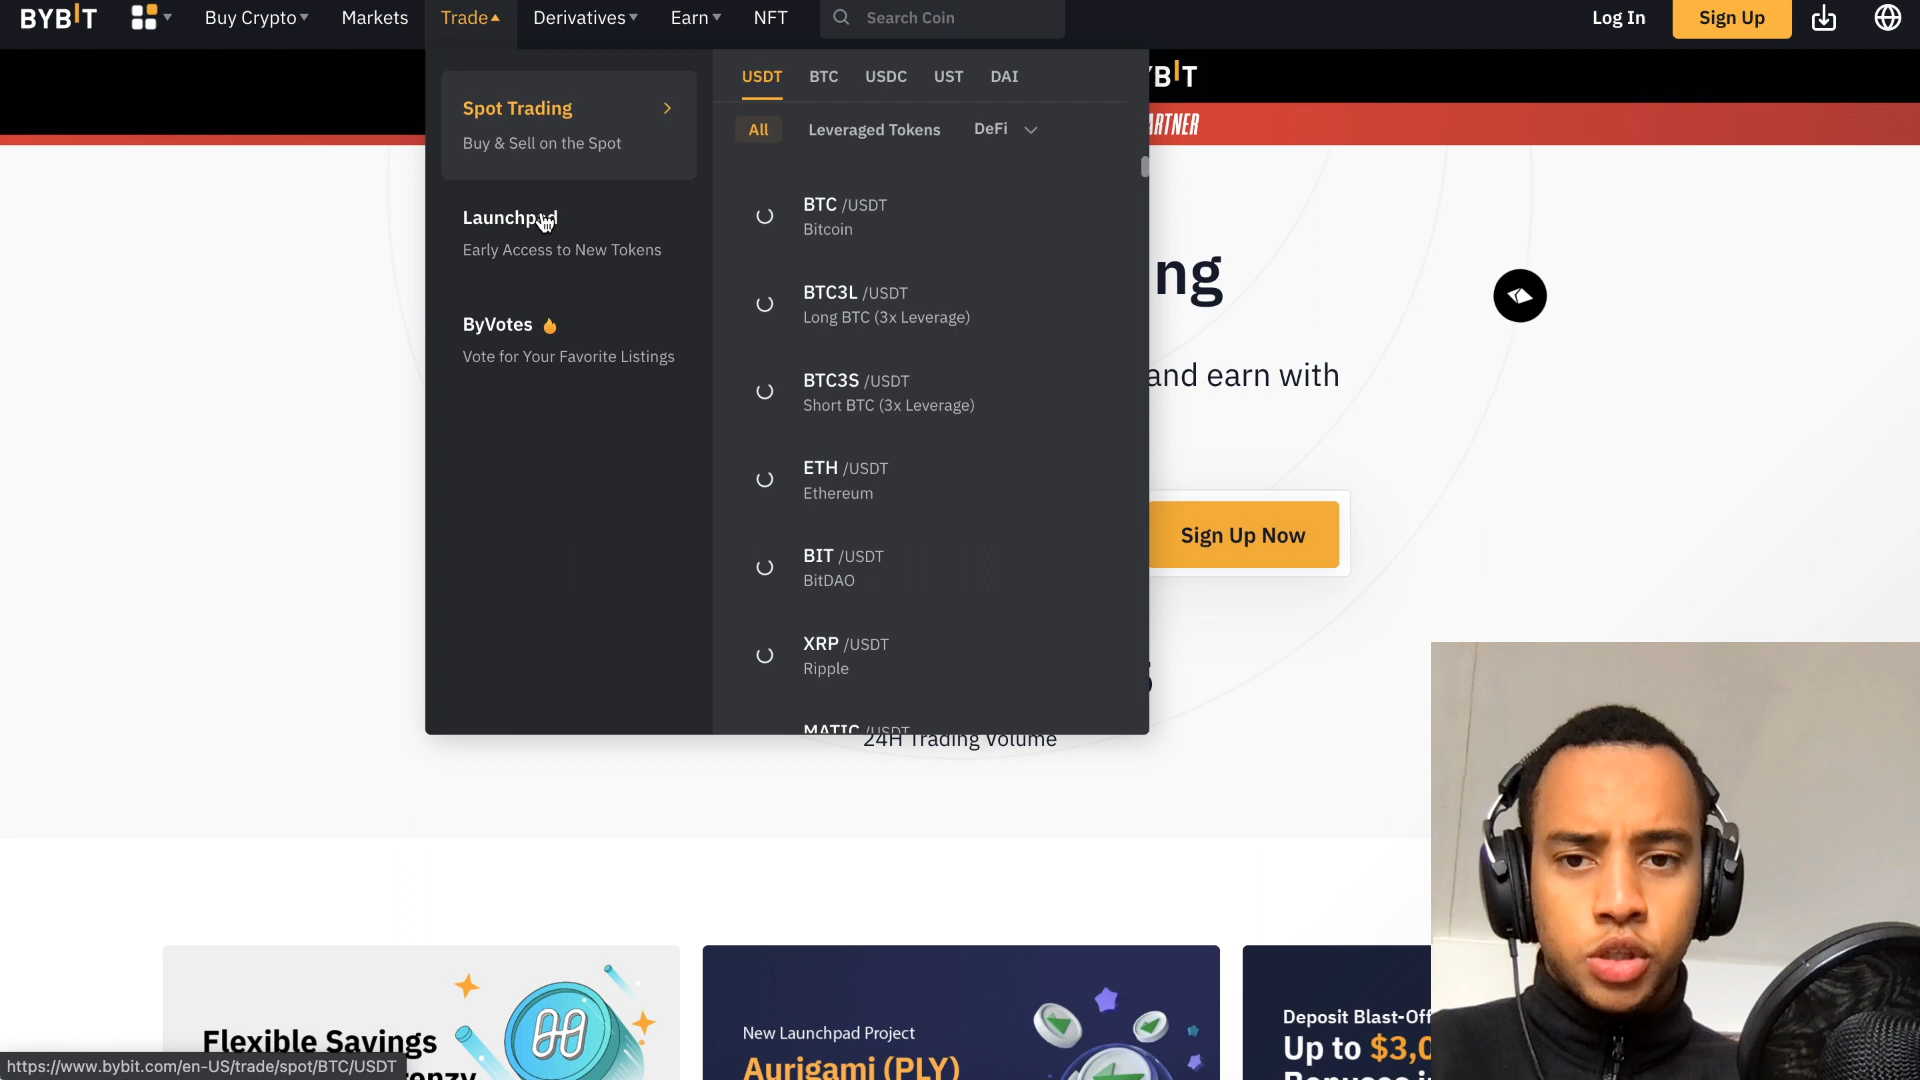 BYBIT
Buy Crypto
Markets
Trade
Derivatives
Earn
NFT
Search Coin
Log In
Sign Up
Spot Trading
Buy & Sell on the Spot
Launchpad
Early Access to New Tokens
ByVotes
Vote for Your Favorite Listings
USDT BTC USDC UST DAI
All Leveraged Tokens DeFi
BTC /USDT
Bitcoin
BTC3L /USDT
Long BTC (3x Leverage)
BTC3S /USDT
Short BTC (3x Leverage)
ETH /USDT
Ethereum
BIT /USDT
BitDAO
XRP /USDT
Ripple
MATIC /USDT
YBIT
ARTNER
ng
and earn with
Sign Up Now
24H Trading Volume
Flexible Savings
New Launchpad Project
Aurigami (PLY)
Deposit Blast-Off
Up to $3,0
https://www.bybit.com/en-US/trade/spot/BTC/USDT